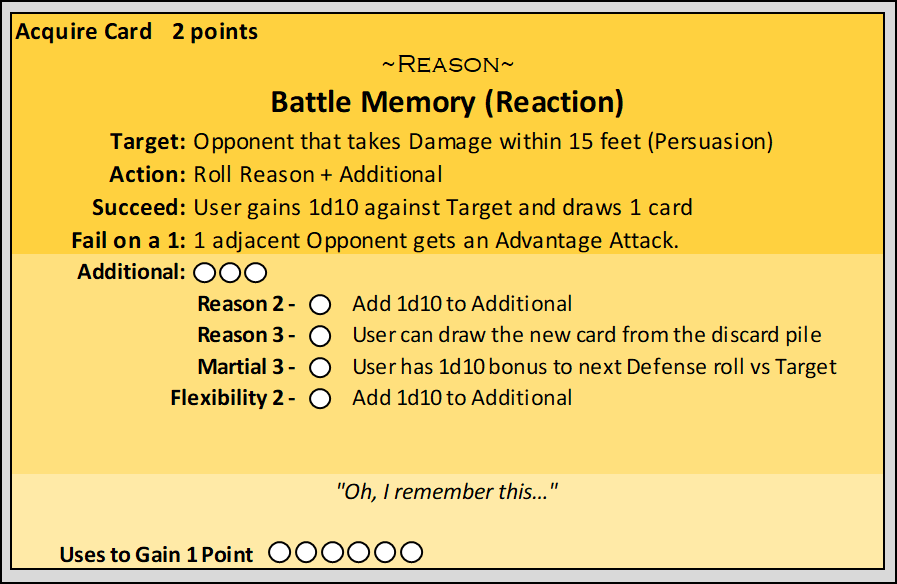 Acquire Card 2 points
~REASON~
Battle Memory (Reaction)
Target: Opponent that takes Damage within 15 feet (Persuasion)
Action: Roll Reason + Additional
Succeed: User gains 1d10 against Target and draws 1 card
Fail on a 1: 1 adjacent Opponent gets an Advantage Attack.
Additional:
Reason 2 - Add 1d10 to Additional
Reason 3 - User can draw the new card from the discard pile
Martial 3 - User has 1d10 bonus to next Defense roll vs Target
Flexibility 2 - Add 1d10 to Additional
"Oh, I remember this..."
Uses to Gain 1 Point